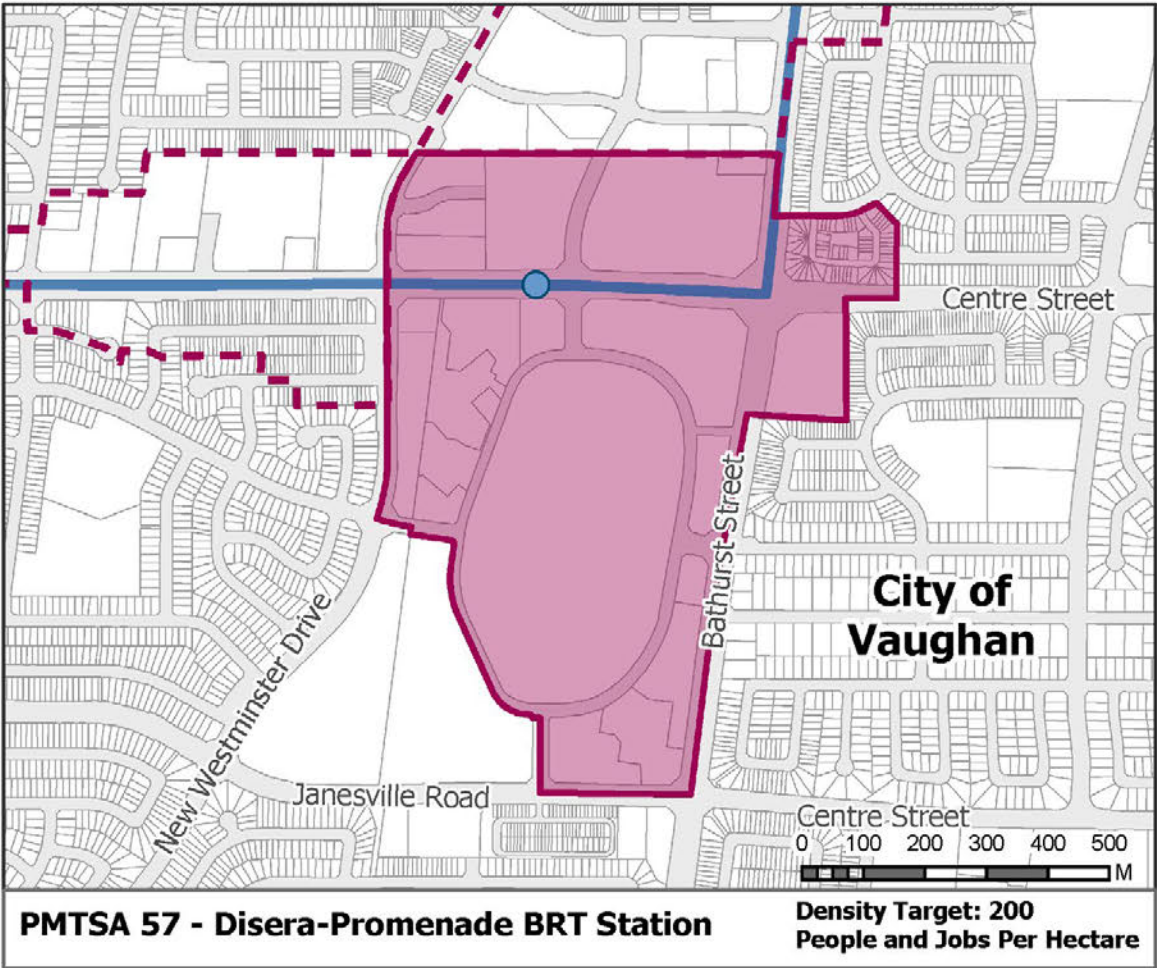 Centre Street
Bathurst Street
City of
Vaughan
New Westminster Drive
Janesville Road
Centre Street
0 100 200 300 400 500
M
PMTSA 57 - Disera-Promenade BRT Station
Density Target: 200
People and Jobs Per Hectare